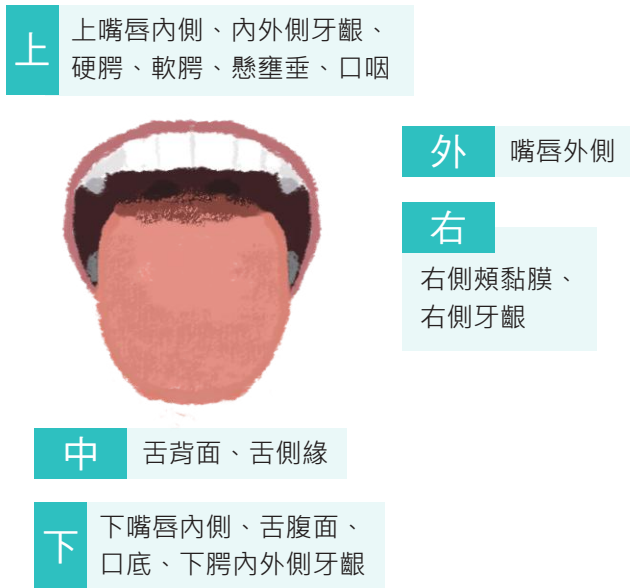 上
上嘴唇內側、內外側牙齦、
硬腭、軟腭、懸壅垂、口咽
外
嘴唇外側
右
右側頰黏膜、
右側牙齦
中
舌背面、舌側緣
下
下嘴唇內側、舌腹面、
口底、下腭內外側牙齦